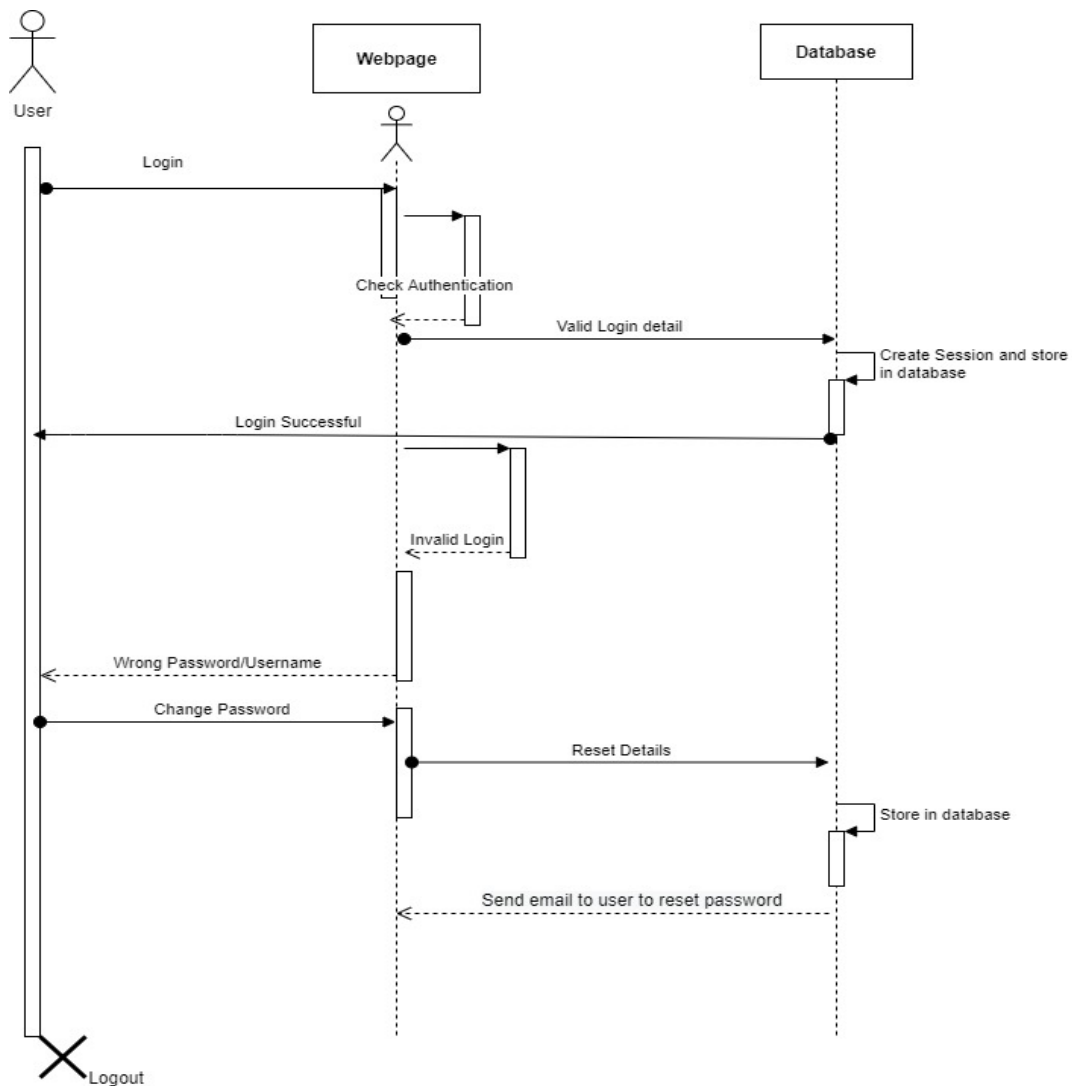 Webpage
Database
User
Login
Check Authentication
Valid Login detail
Create Session and store
in database
Login Successful
Invalid Login
Wrong Password/Username
Change Password
Reset Details
Store in database
Send email to user to reset password
Logout